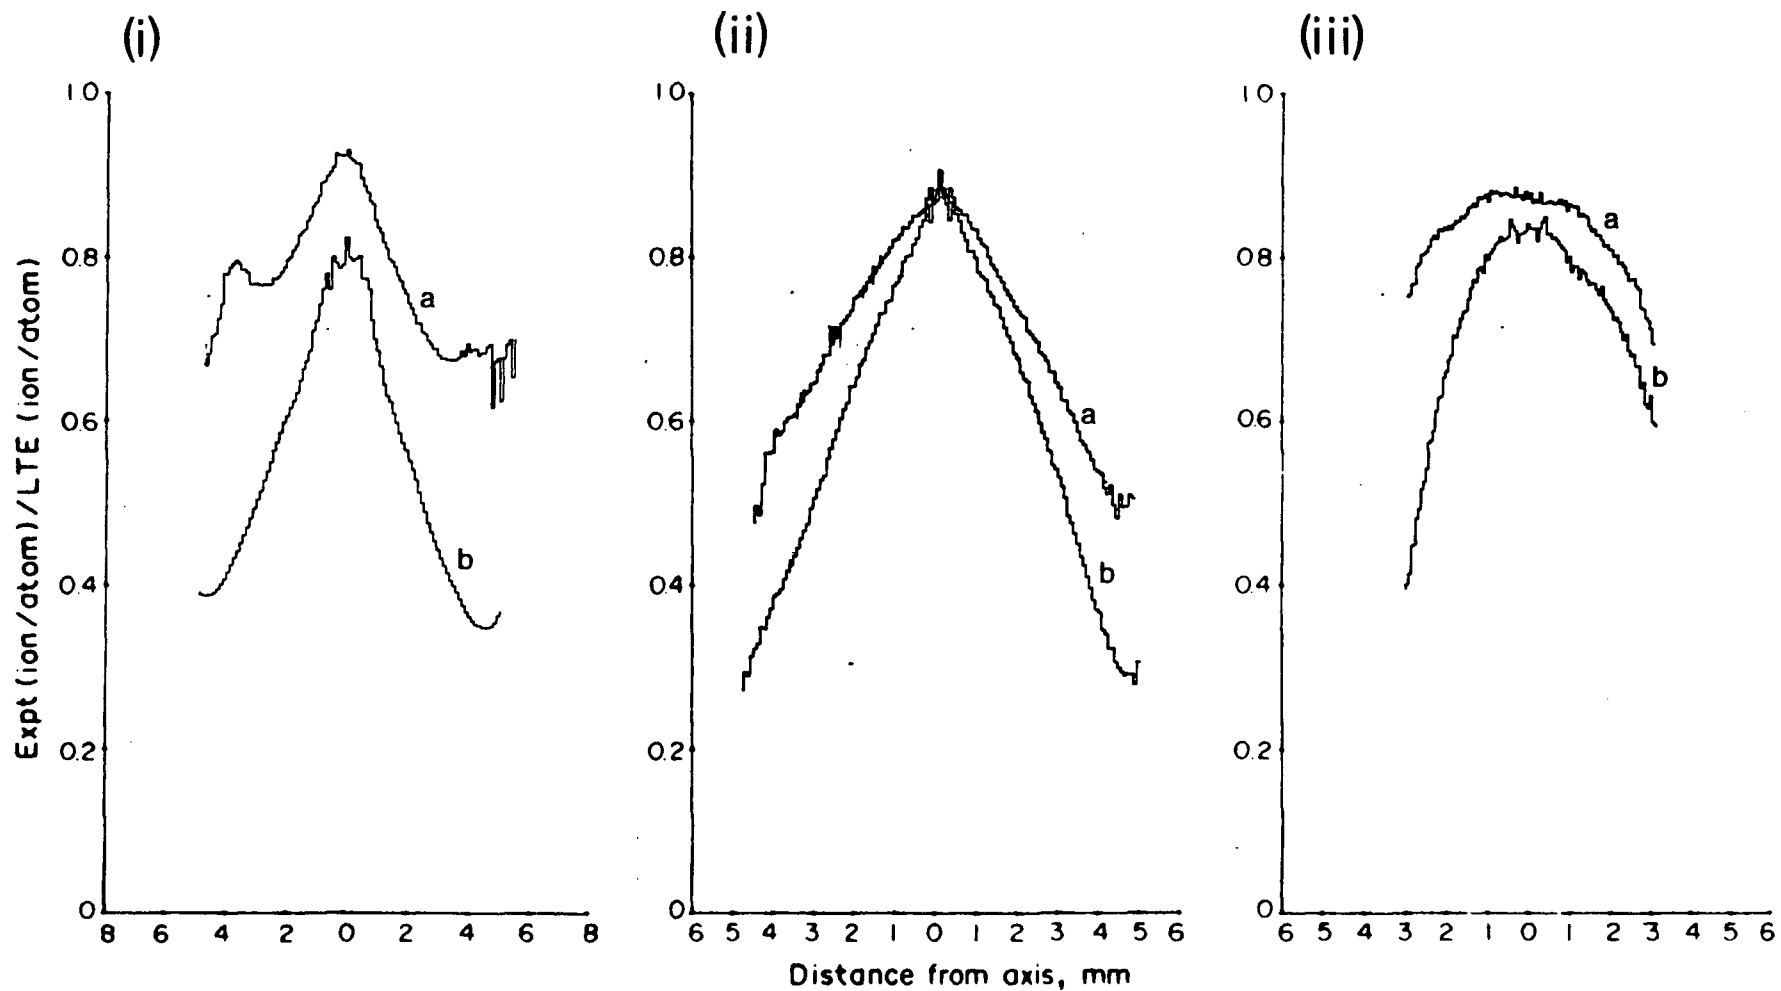 (i)
(ii)
(iii)
Expt (ion/atom)/LTE (ion/atom)
1 0
0.8
0.6
0.4
0.2
0
8 6 4 2 0 2 4 6 8
a
b
1 0
0.8
0.6
0.4
0.2
0
6 5 4 3 2 1 0 1 2 3 4 5 6
a
b
1 0
0.8
0.6
0.4
0.2
0
6 5 4 3 2 1 0 1 2 3 4 5 6
a
b
Distance from axis, mm